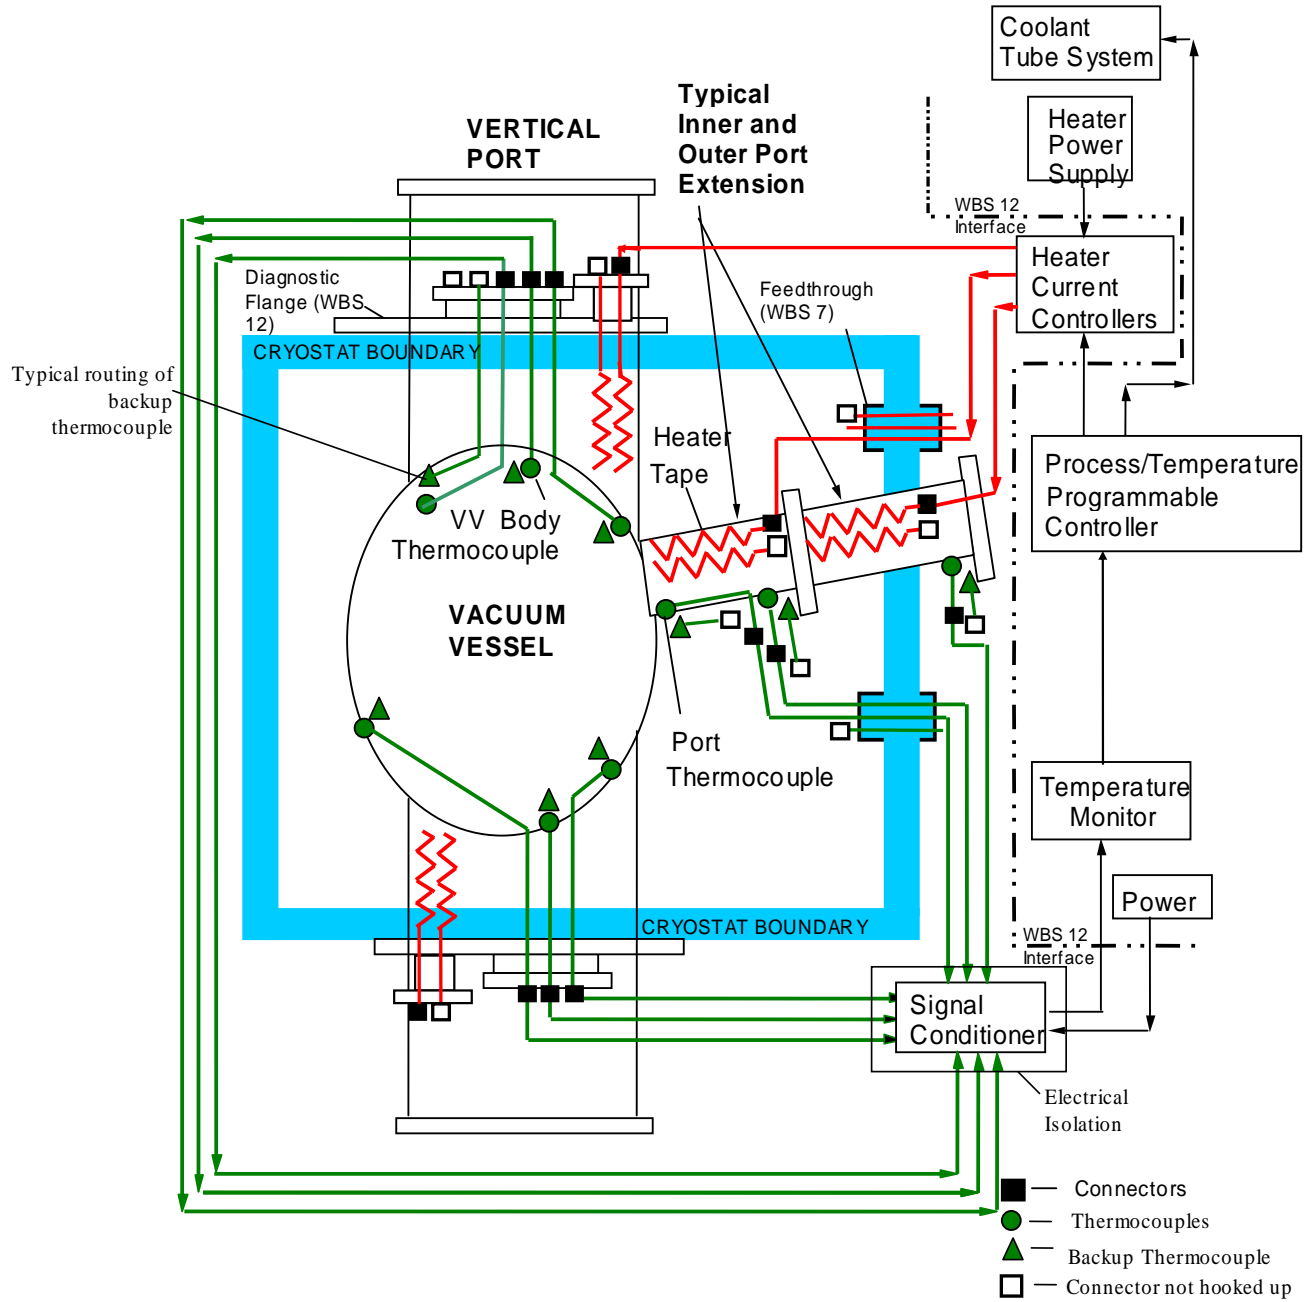 Coolant
Tube System
Heater
Power
Supply
Typical
Inner and
Outer Port
Extension
VERTICAL
PORT
WBS 12
Interface
Heater
Current
Controllers
Diagnostic
Flange (WBS
12)
Feedthrough
(WBS 7)
CRYOSTAT BOUNDARY
Typical routing of
backup
thermocouple
Heater
Tape
Process/Temperature
Programmable
Controller
VV Body
Thermocouple
VACUUM
VESSEL
Port
Thermocouple
Temperature
Monitor
Power
CRYOSTAT BOUNDARY
WBS 12
Interface
Signal
Conditioner
Electrical
Isolation
Connectors
Thermocouples
Backup Thermocouple
Connector not hooked up